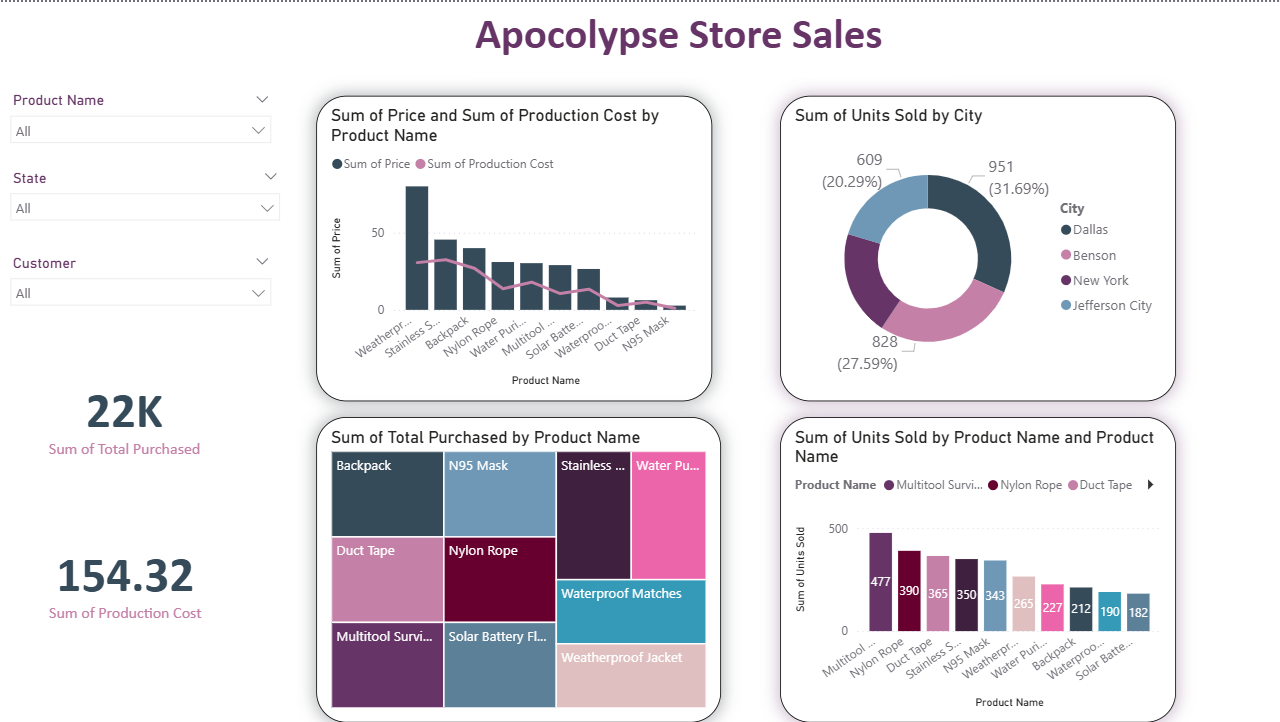 Apocolypse Store Sales
Product Name
All
State
All
Customer
All
22K
Sum of Total Purchased
154.32
Sum of Production Cost
Sum of Price and Sum of Production Cost by
Product Name
Sum of Price Sum of Production Cost
Sum of Price
50
0
Weatherpr...
Stainless S...
Backpack
Nylon Rope
Water Puri...
Multitool ...
Solar Batte...
Waterproo...
Duct Tape
N95 Mask
Product Name
Sum of Units Sold by City
609
(20.29%)
951
(31.69%)
828
(27.59%)
City
Dallas
Benson
New York
Jefferson City
Sum of Total Purchased by Product Name
Backpack
N95 Mask
Stainless ...
Water Pu...
Duct Tape
Nylon Rope
Waterproof Matches
Multitool Survi...
Solar Battery Fl...
Weatherproof Jacket
Sum of Units Sold by Product Name and Product
Name
Product Name Multitool Survi... Nylon Rope Duct Tape
Sum of Units Sold
500
0
477
390
365
350
343
265
227
212
190
182
Multitool ...
Nylon Rope
Duct Tape
Stainless S...
N95 Mask
Weatherpr...
Water Puri...
Backpack
Waterproo...
Solar Batte...
Product Name